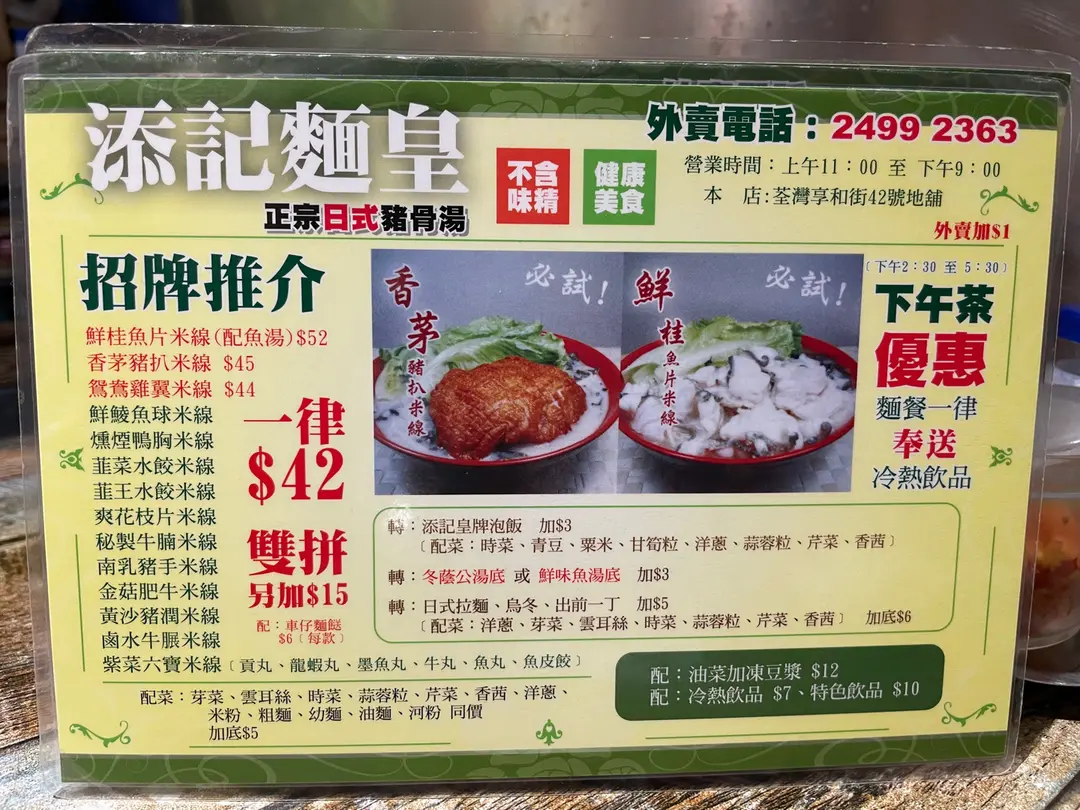 添記麵皇
正宗日式豬骨湯
不含味精
健康美食
外賣電話：2499 2363
營業時間：上午11：00 至 下午9：00
本 店:荃灣享和街42號地舖
外賣加$1
招牌推介
鮮桂魚片米線(配魚湯)$52
香茅豬扒米線 $45
鴛鴦雞翼米線 $44
鮮鯪魚球米線
燻煙鴨胸米線
韮菜水餃米線
韮王水餃米線
爽花枝片米線
秘製牛腩米線
南乳豬手米線
金菇肥牛米線
黃沙豬潤米線
鹵水牛脹米線
紫菜六寶米線﹝貢丸、龍蝦丸、墨魚丸、牛丸、魚丸、魚皮餃﹞
一律
$42
雙拼
另加$15
配：車仔麵餸
$6﹝每款﹞
配菜：芽菜、雲耳絲、時菜、蒜蓉粒、芹菜、香茜、洋蔥、
米粉、粗麵、幼麵、油麵、河粉 同價
加底$5
香茅豬扒米線
必試！
鮮桂魚片米線
必試！
﹝下午2：30 至 5：30﹞
下午茶
優惠
麵餐一律
奉送
冷熱飲品
轉：添記皇牌泡飯 加$3
﹝配菜：時菜、青豆、粟米、甘筍粒、洋蔥、蒜蓉粒、芹菜、香茜﹞
轉：冬蔭公湯底 或 鮮味魚湯底 加$3
轉：日式拉麵、烏冬、出前一丁 加$5
﹝配菜：洋蔥、芽菜、雲耳絲、時菜、蒜蓉粒、芹菜、香茜﹞ 加底$6
配：油菜加凍豆漿 $12
配：冷熱飲品 $7、特色飲品 $10